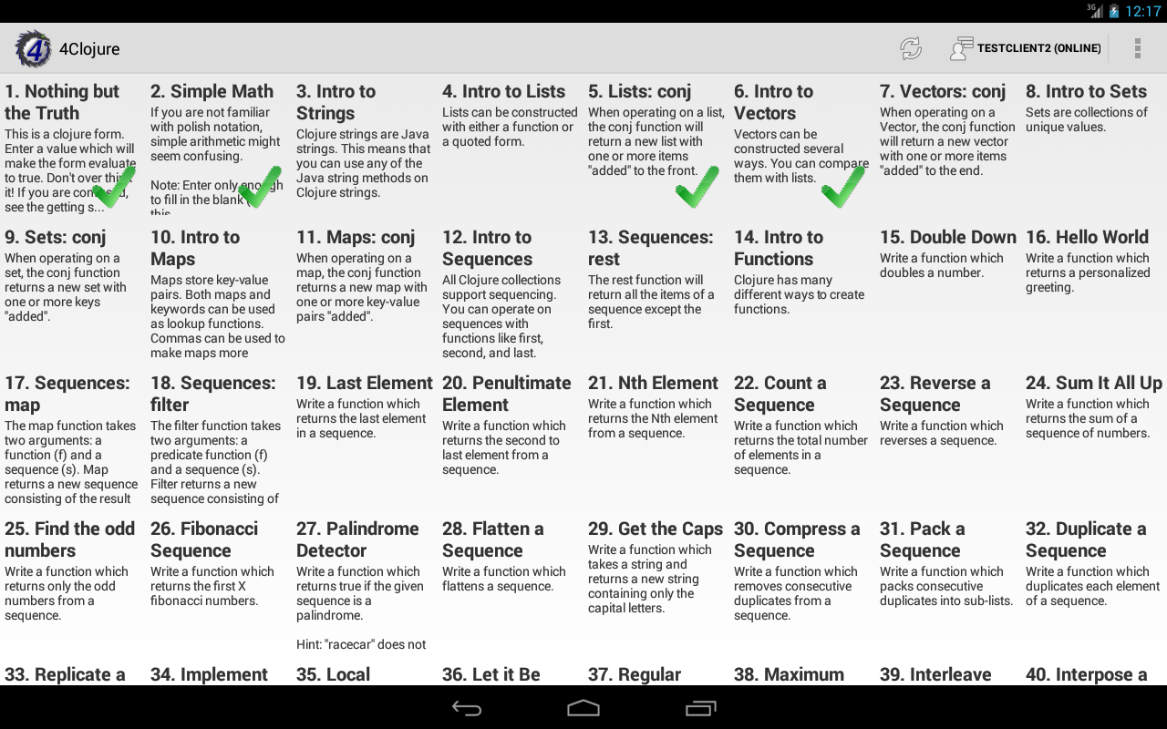 3G 12:17
4 4Clojure TESTCLIENT2 (ONLINE)
1. Nothing but
the Truth
This is a clojure form.
Enter a value which will
make the form evaluate
to true. Don't over
it! If you are
see the getting s...
2. Simple Math
If you are not familiar
with polish notation,
simple arithmetic might
seem confusing.
Note: Enter only enough
to fill in the blank
this
3. Intro to
Strings
Clojure strings are Java
strings. This means that
you can use any of the
Java string methods on
Clojure strings.
4. Intro to Lists
Lists can be constructed
with either a function or
a quoted form.
5. Lists: conj
When operating on a list,
the conj function will
return a new list with
one or more items
"added" to the front.
6. Intro to
Vectors
Vectors can be
constructed several
ways. You can compare
them with lists.
7. Vectors: conj
When operating on a
Vector, the conj function
will return a new vector
with one or more items
"added" to the end.
8. Intro to Sets
Sets are collections of
unique values.
9. Sets: conj
When operating on a
set, the conj function
returns a new set with
one or more keys
"added".
10. Intro to
Maps
Maps store key-value
pairs. Both maps and
keywords can be used
as lookup functions.
Commas can be used to
make maps more
11. Maps: conj
When operating on a
map, the conj function
returns a new map with
one or more key-value
pairs "added".
12. Intro to
Sequences
All Clojure collections
support sequencing.
You can operate on
sequences with
functions like first,
second, and last.
13. Sequences:
rest
The rest function will
return all the items of a
sequence except the
first.
14. Intro to
Functions
Clojure has many
different ways to create
functions.
15. Double Down
Write a function which
doubles a number.
16. Hello World
Write a function which
returns a personalized
greeting.
17. Sequences:
map
The map function takes
two arguments: a
function (f) and a
sequence (s). Map
returns a new sequence
consisting of the result
18. Sequences:
filter
The filter function takes
two arguments: a
predicate function (f)
and a sequence (s).
Filter returns a new
sequence consisting of
19. Last Element
Write a function which
returns the last element
in a sequence.
20. Penultimate
Element
Write a function which
returns the second to
last element from a
sequence.
21. Nth Element
Write a function which
returns the Nth element
from a sequence.
22. Count a
Sequence
Write a function which
returns the total number
of elements in a
sequence.
23. Reverse a
Sequence
Write a function which
reverses a sequence.
24. Sum It All Up
Write a function which
returns the sum of a
sequence of numbers.
25. Find the odd
numbers
Write a function which
returns only the odd
numbers from a
sequence.
26. Fibonacci
Sequence
Write a function which
returns the first X
fibonacci numbers.
27. Palindrome
Detector
Write a function which
returns true if the given
sequence is a
palindrome.
Hint: "racecar" does not
28. Flatten a
Sequence
Write a function which
flattens a sequence.
29. Get the Caps
Write a function which
takes a string and
returns a new string
containing only the
capital letters.
30. Compress a
Sequence
Write a function which
removes consecutive
duplicates from a
sequence.
31. Pack a
Sequence
Write a function which
packs consecutive
duplicates into sub-lists.
32. Duplicate a
Sequence
Write a function which
duplicates each element
of a sequence.
33. Replicate a
34. Implement
35. Local
36. Let it Be
37. Regular
38. Maximum
39. Interleave
40. Interpose a